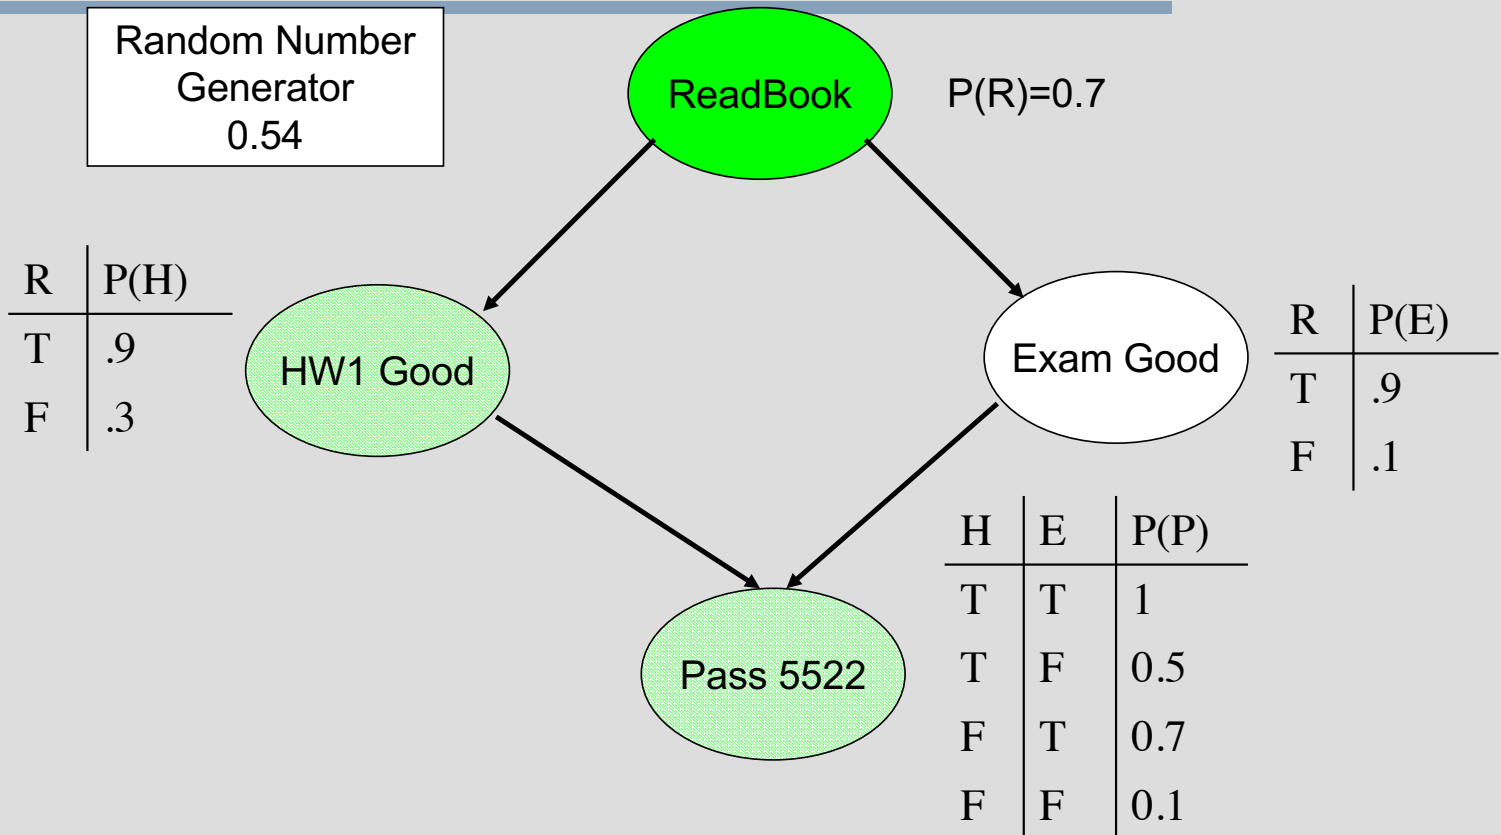 Random Number
Generator
0.54
ReadBook
P(R)=0.7
R P(H)
T .9
F .3
HW1 Good
Exam Good
R P(E)
T .9
F .1
Pass 5522
H E P(P)
T T 1
T F 0.5
F T 0.7
F F 0.1